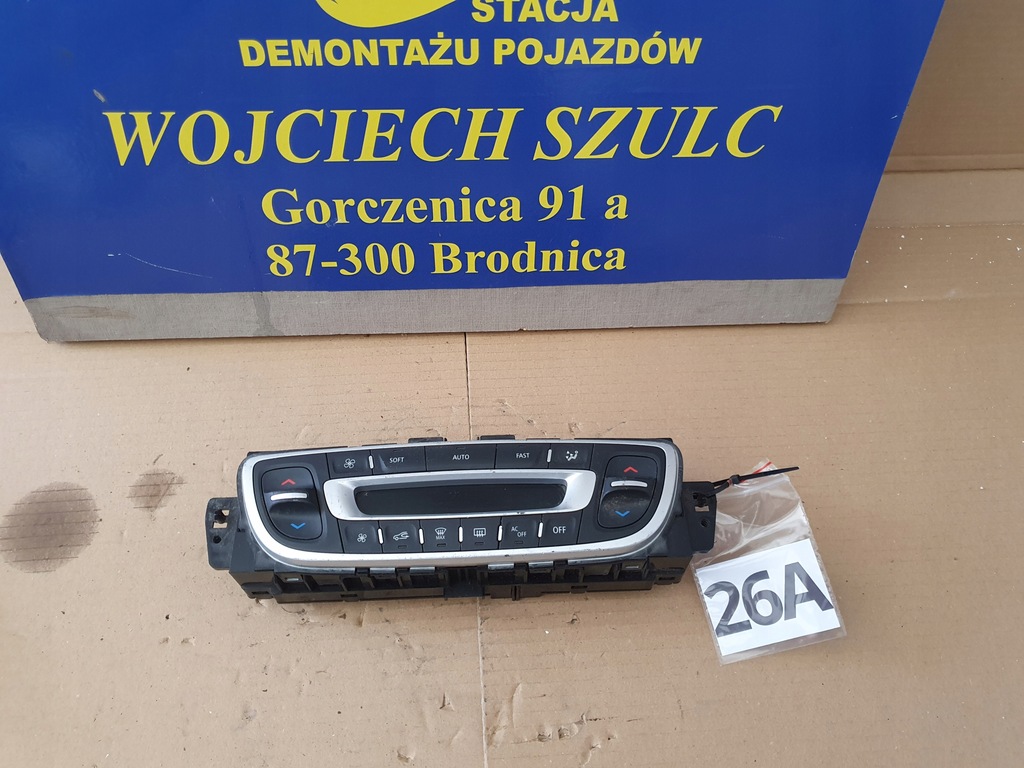 STACJA
DEMONTAŻU POJAZDÓW
WOJCIECH SZULC
Gorczenica 91 a
87-300 Brodnica
SOFT AUTO FAST
MAX AC OFF OFF
26A